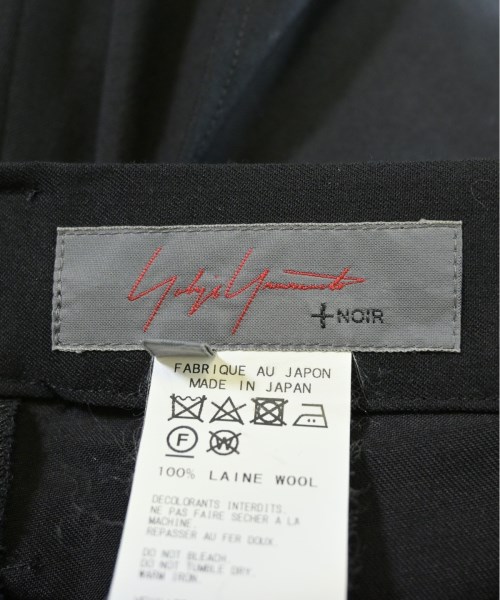 Yohji Yamamoto
+NOIR
FABRIQUE AU JAPON
MADE IN JAPAN
F W
100% LAINE WOOL
DECOLORANTS INTERDITS.
NE PAS FAIRE SECHER A LA
MACHINE.
REPASSER AU FER DOUX.
DO NOT BLEACH.
DO NOT TUMBLE DRY.
WARM IRON.